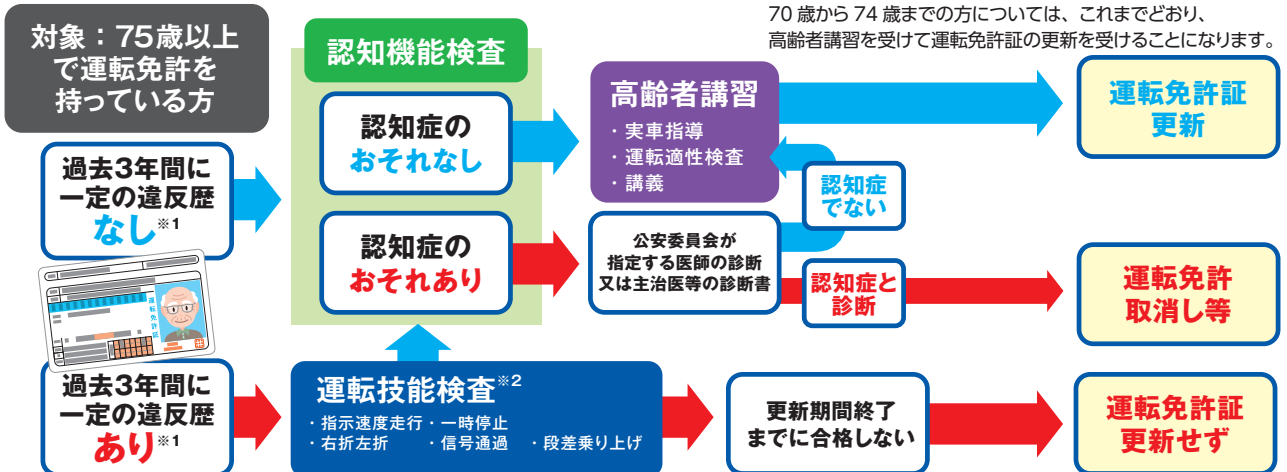 対象：75歳以上
で運転免許を
持っている方
70歳から74歳までの方については、これまでどおり、
高齢者講習を受けて運転免許証の更新を受けることになります。
過去3年間に
一定の違反歴
なし※1
認知機能検査
認知症の
おそれなし
認知症の
おそれあり
高齢者講習
・実車指導
・運転適性検査
・講義
認知症
でない
運転免許証
更新
公安委員会が
指定する医師の診断
又は主治医等の診断書
認知症と
診断
運転免許
取消し等
運転免許証
過去3年間に
一定の違反歴
あり※1
運転技能検査※2
・指示速度走行・一時停止
・右折左折　・信号通過　・段差乗り上げ
更新期間終了
までに合格しない
運転免許証
更新せず